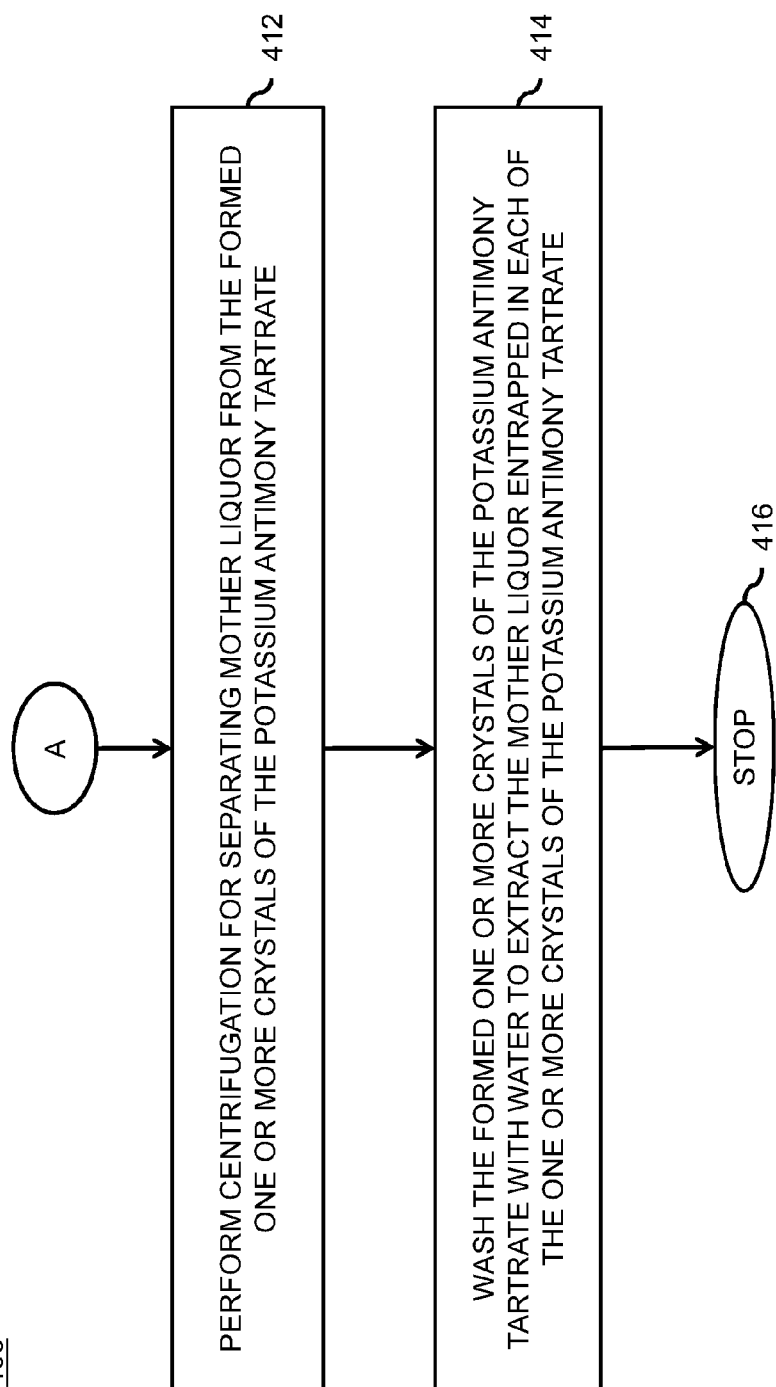 A
PERFORM CENTRIFUGATION FOR SEPARATING MOTHER LIQUOR FROM THE FORMED
ONE OR MORE CRYSTALS OF THE POTASSIUM ANTIMONY TARTRATE
412
WASH THE FORMED ONE OR MORE CRYSTALS OF THE POTASSIUM ANTIMONY
TARTRATE WITH WATER TO EXTRACT THE MOTHER LIQUOR ENTRAPPED IN EACH OF
THE ONE OR MORE CRYSTALS OF THE POTASSIUM ANTIMONY TARTRATE
414
STOP
416